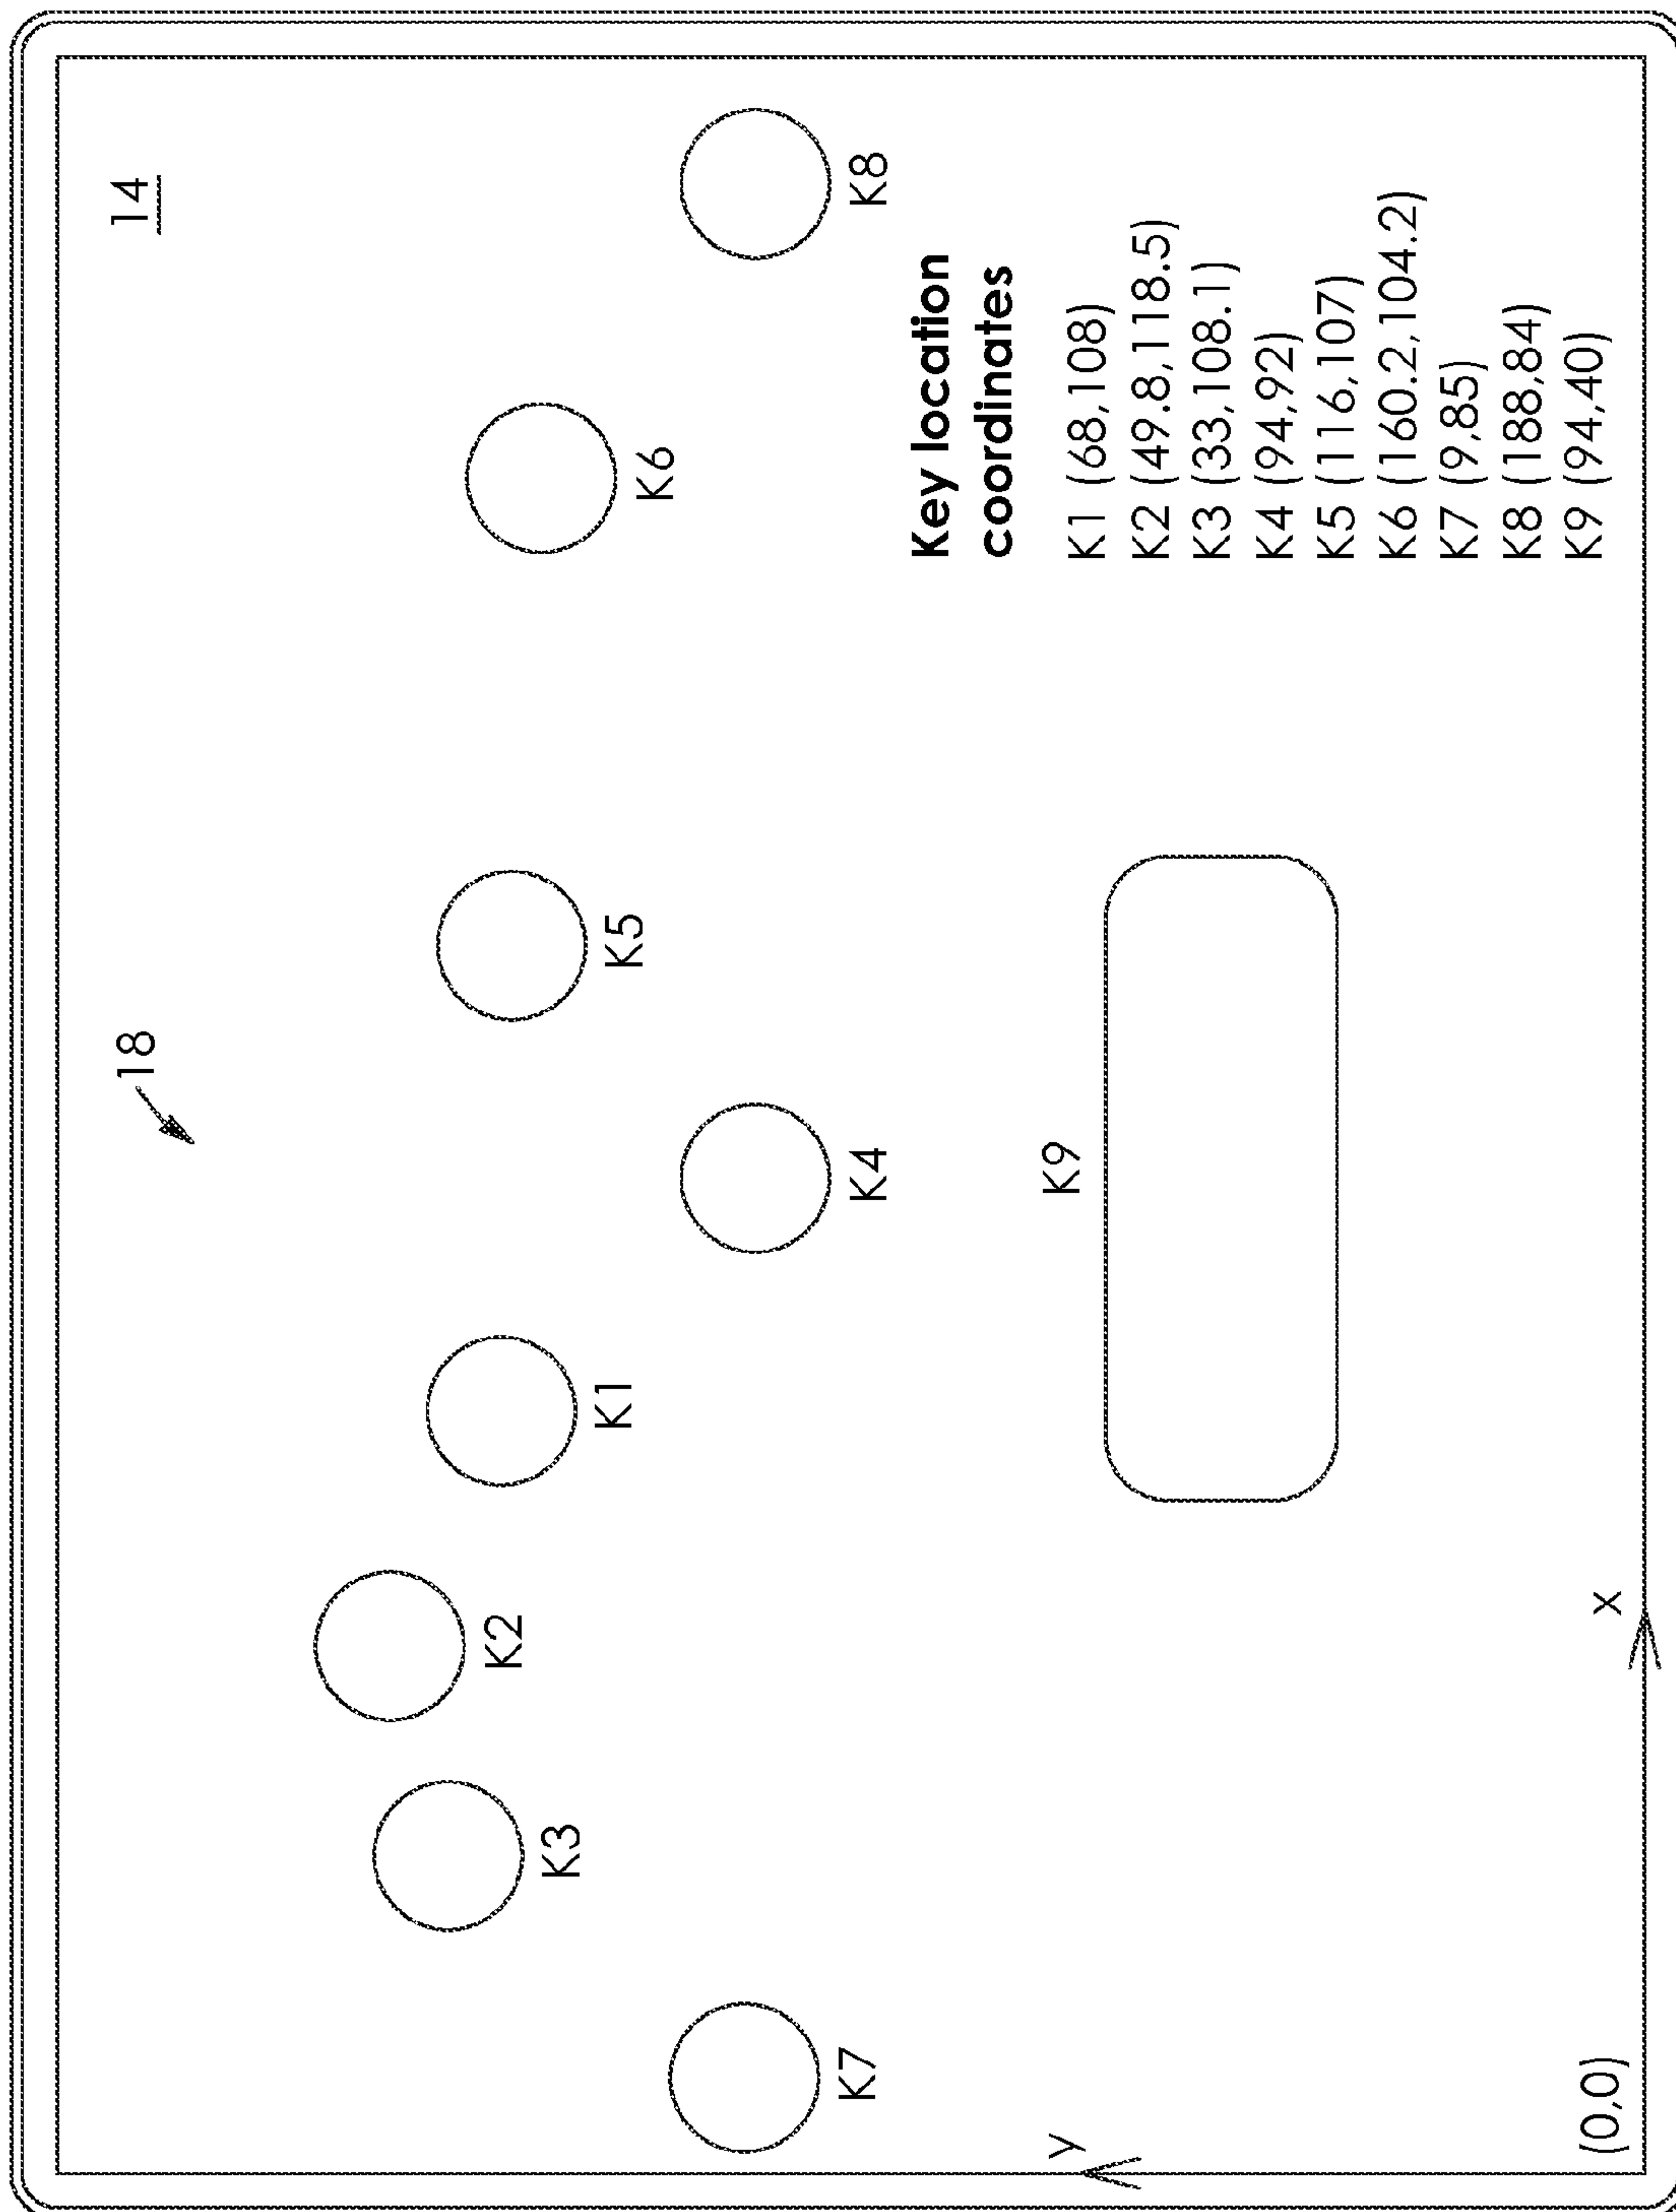 18
14
K2
K3
K1
K5
K6
K7
K4
K8
K9
Key location
coordinates
K1 (68,108)
K2 (49.8,118.5)
K3 (33,108.1)
K4 (94,92)
K5 (116,107)
K6 (160.2,104.2)
K7 (9,85)
K8 (188,84)
K9 (94,40)
y
x
(0,0)